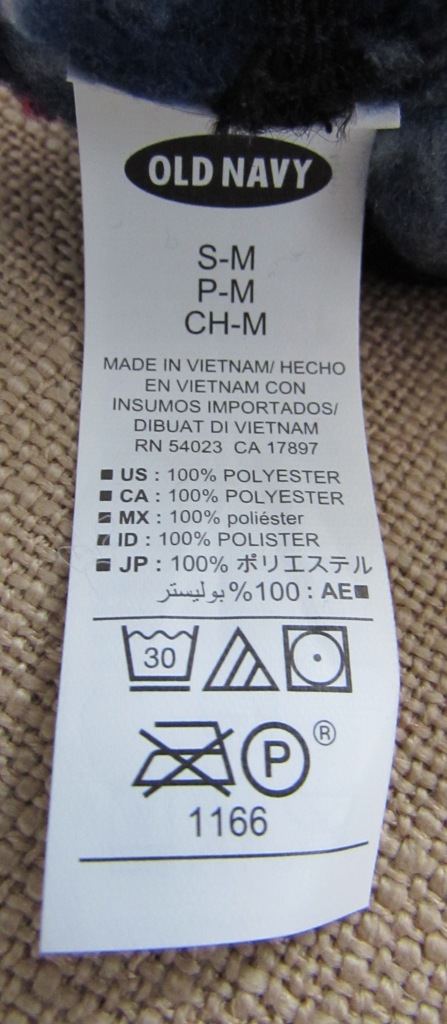 OLD NAVY
S-M
P-M
CH-M
MADE IN VIETNAM/ HECHO
EN VIETNAM CON
INSUMOS IMPORTADOS/
DIBUAT DI VIETNAM
RN 54023 CA 17897
US : 100% POLYESTER
CA : 100% POLYESTER
MX : 100% poliéster
ID : 100% POLISTER
JP : 100% ポリエステル
AE : 100% بوليستر
30
P ®
1166